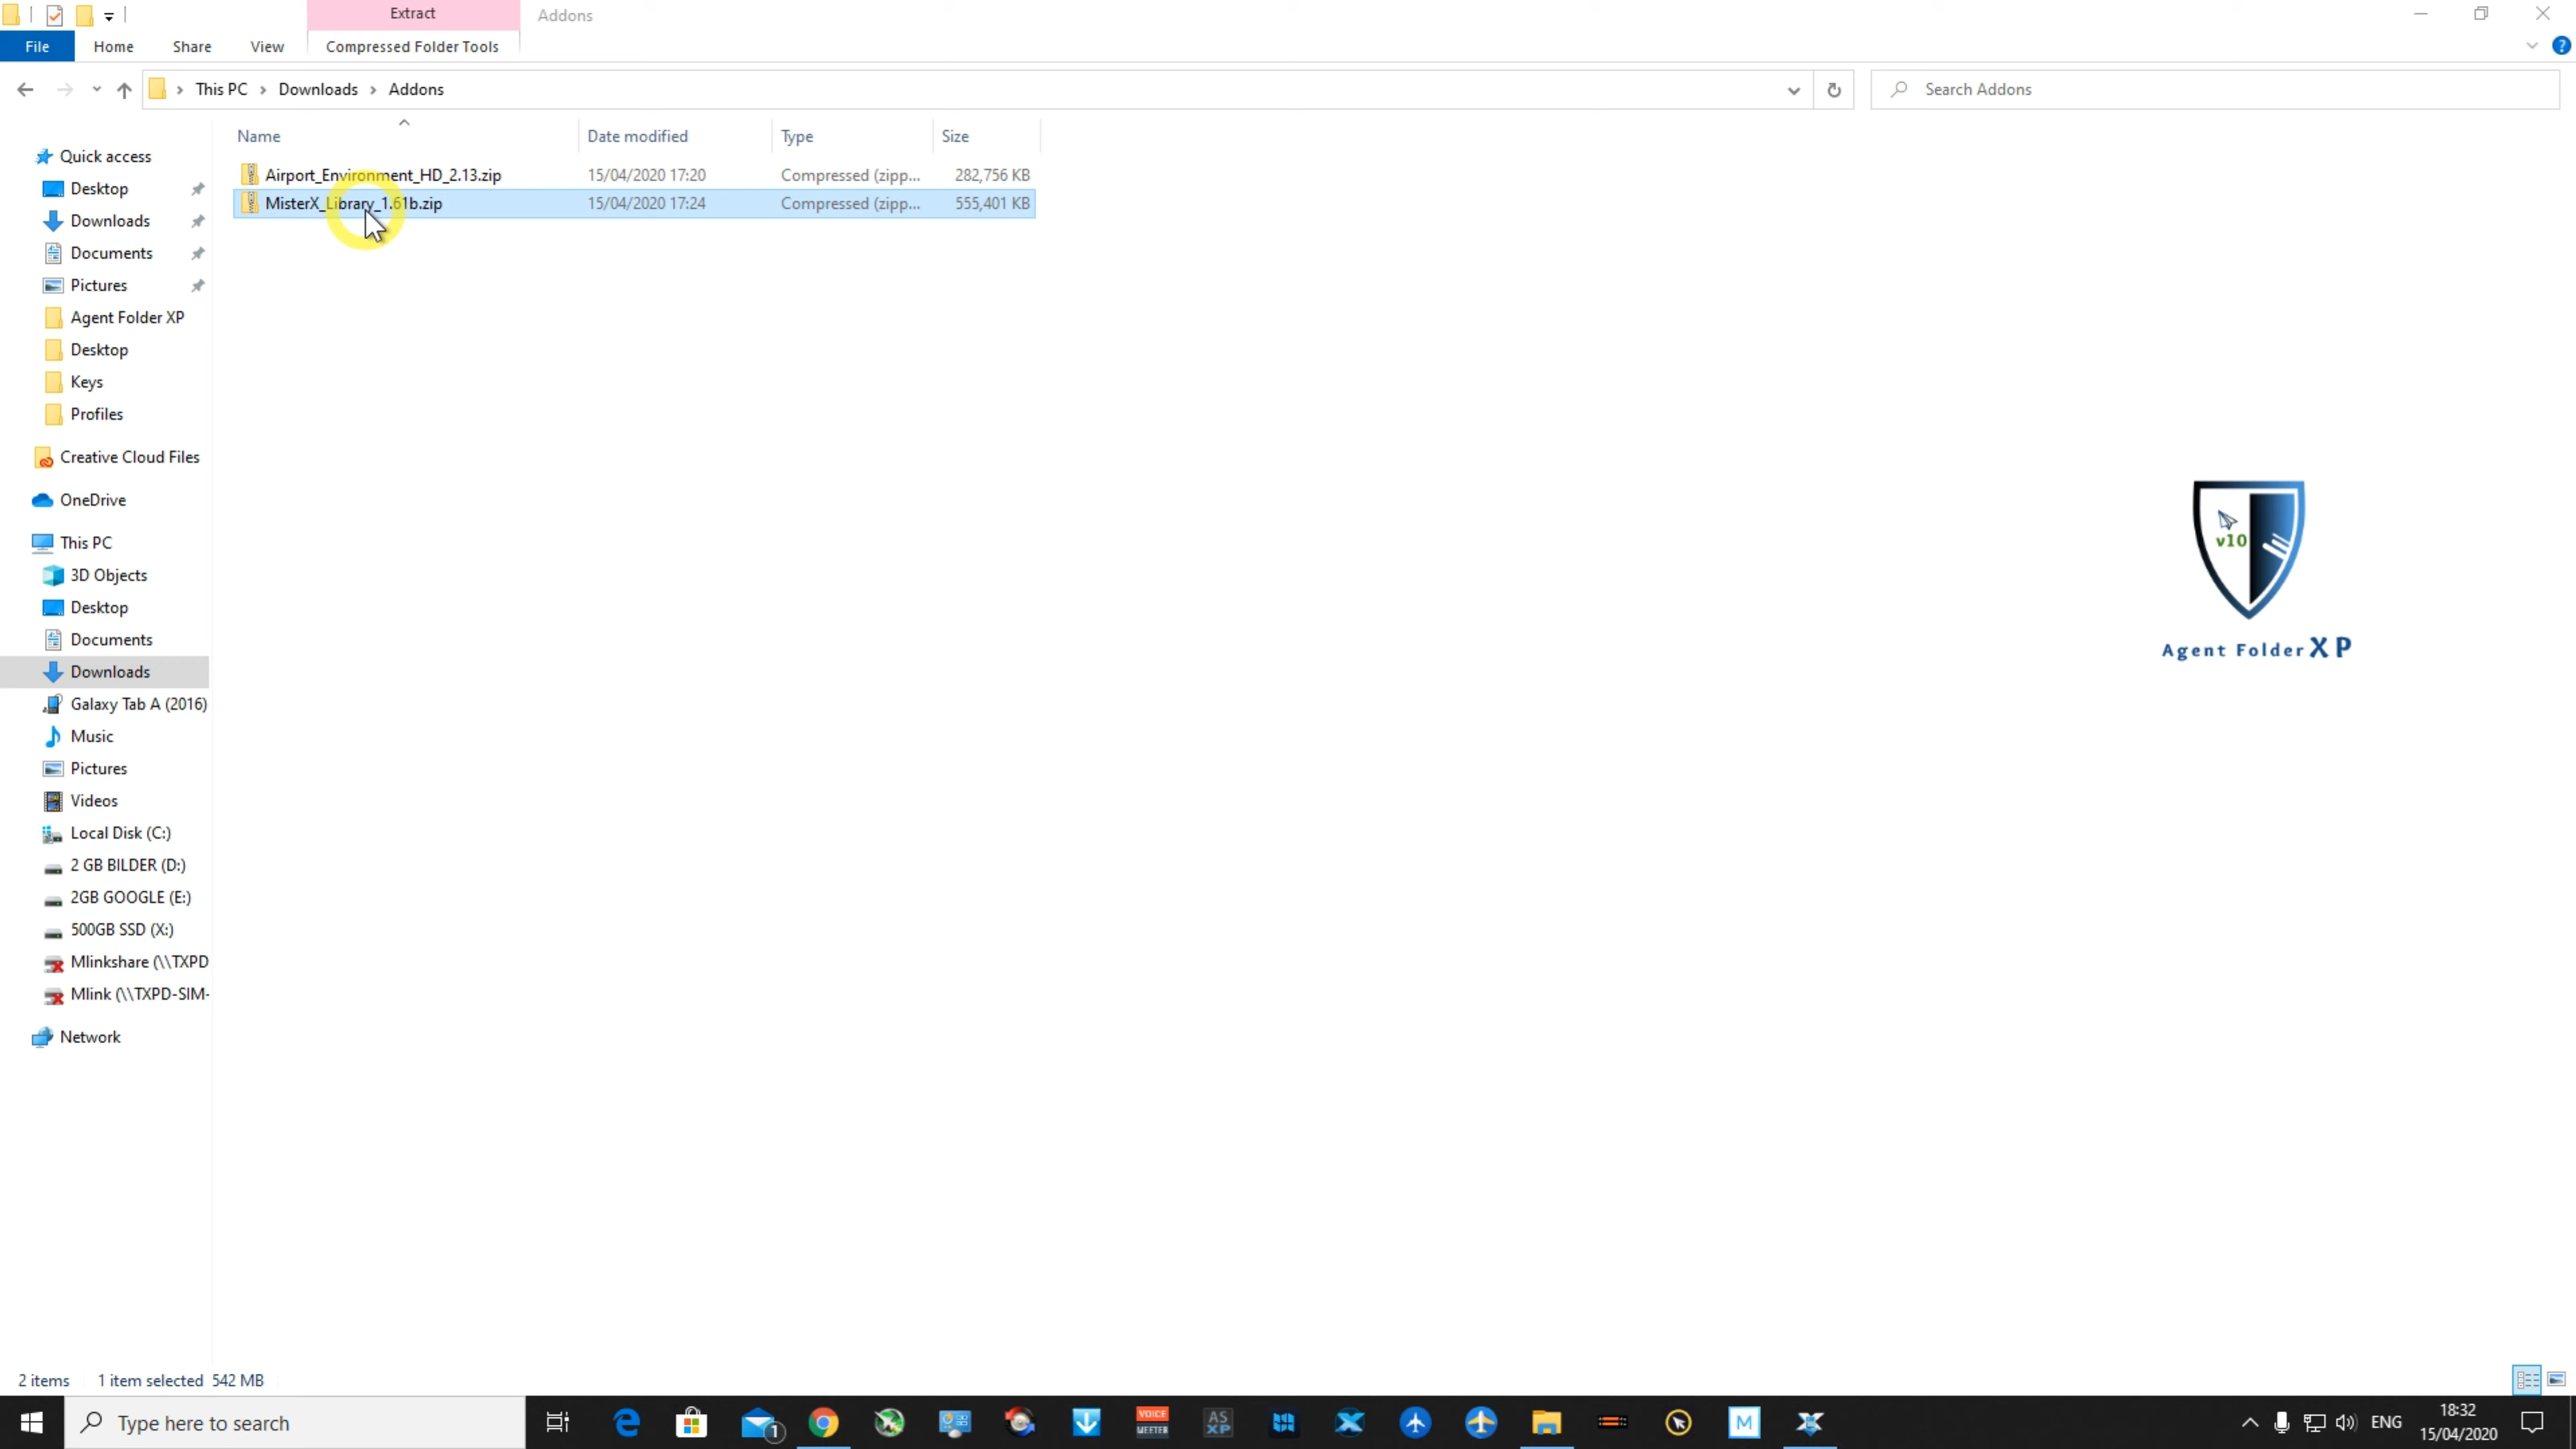 Extract
Addons
File
Home
Share
View
Compressed Folder Tools
This PC
Downloads
Addons
Search Addons
Name
Date modified
Type
Size
Airport_Environment_HD_2.13.zip
15/04/2020 17:20
Compressed (zipp...
282,756 KB
MisterX_Library_1.61b.zip
15/04/2020 17:24
Compressed (zipp...
555,401 KB
Quick access
Desktop
Downloads
Documents
Pictures
Agent Folder XP
Desktop
Keys
Profiles
Creative Cloud Files
OneDrive
This PC
3D Objects
Desktop
Documents
Downloads
Galaxy Tab A (2016)
Music
Pictures
Videos
Local Disk (C:)
2 GB BILDER (D:)
2GB GOOGLE (E:)
500GB SSD (X:)
Mlinkshare (\\TXPD
Mlink (\\TXPD-SIM-
Network
v10
Agent Folder XP
2 items
1 item selected 542 MB
Type here to search
1
VOICE
MEETER
AS
XP
M
ENG
18:32
15/04/2020